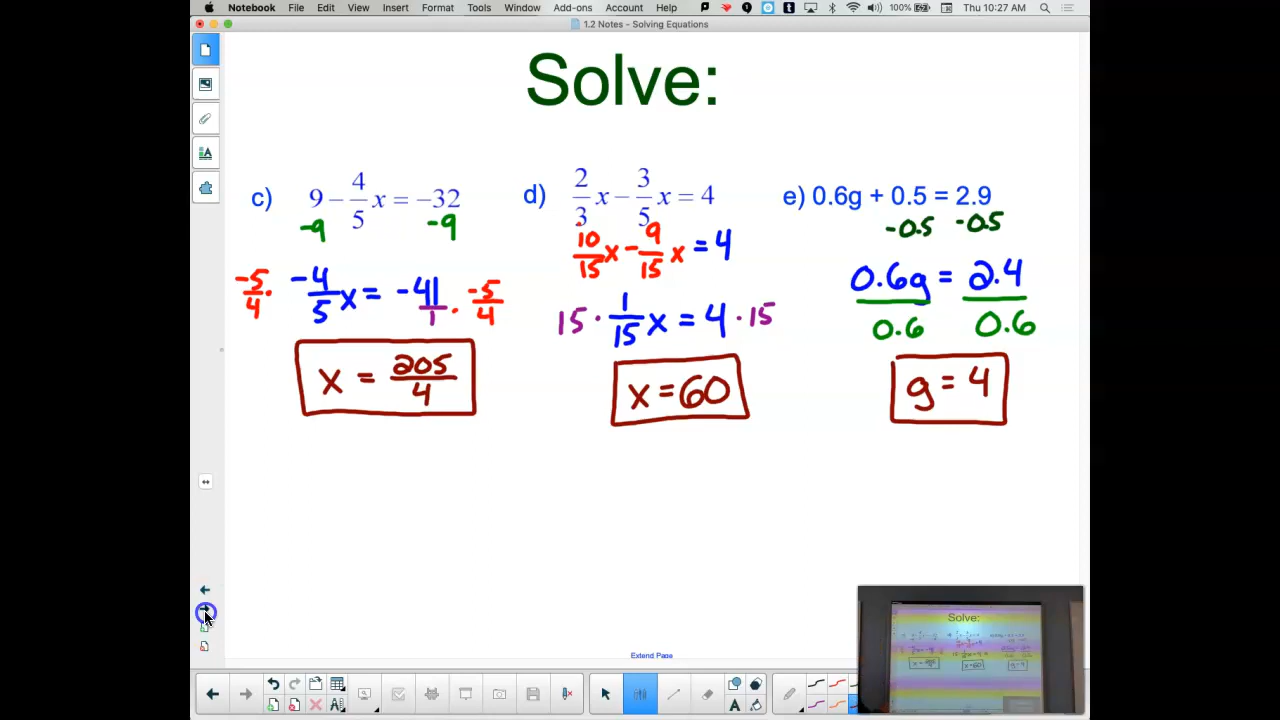 Notebook File Edit View Insert Format Tools Window Add-ons Account Help 100% Thu 10:27 AM
1.2 Notes - Solving Equations
Solve:
c) 9 - 4/5 x = -32
-9 -9
-5/4 · -4/5 x = -41/1 · -5/4
x = 205/4
d) 2/3 x - 3/5 x = 4
10/15 x - 9/15 x = 4
15 · 1/15 x = 4 · 15
x = 60
e) 0.6g + 0.5 = 2.9
-0.5 -0.5
0.6g = 2.4
0.6 0.6
g = 4
Solve:
x=60
g=4
Extend Page